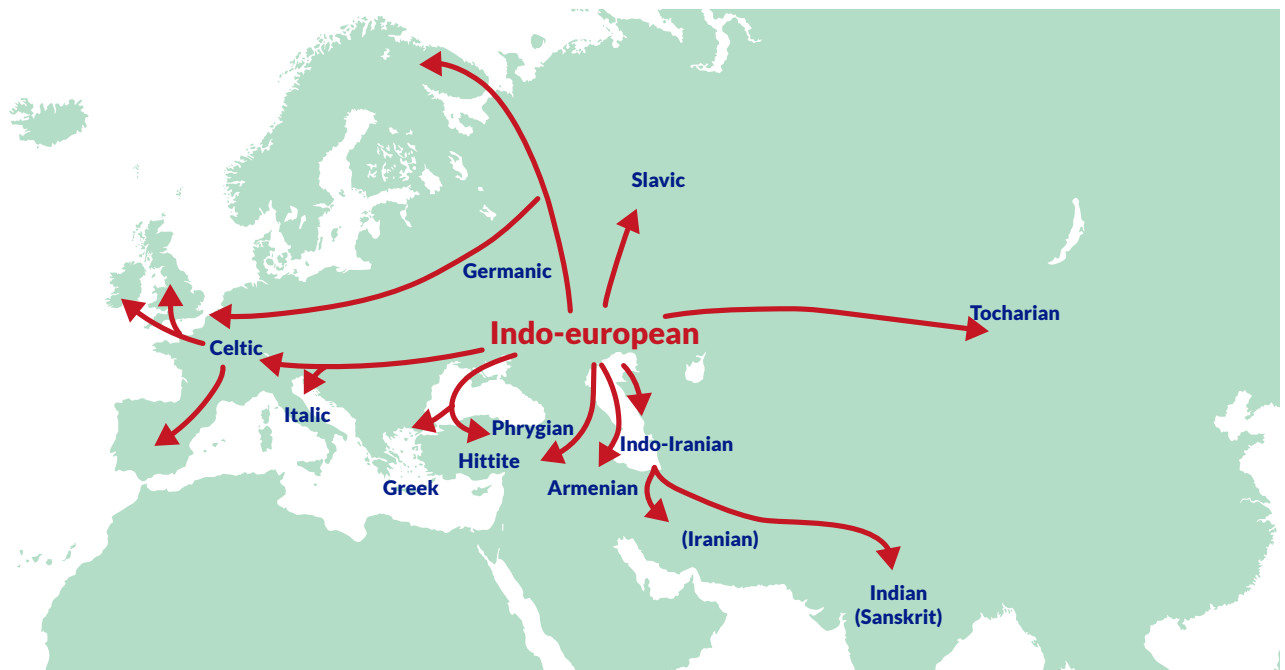 Slavic
Germanic
Tocharian
Indo-european
Celtic
Italic
Phrygian
Indo-Iranian
Hittite
Greek
Armenian
(Iranian)
Indian
(Sanskrit)